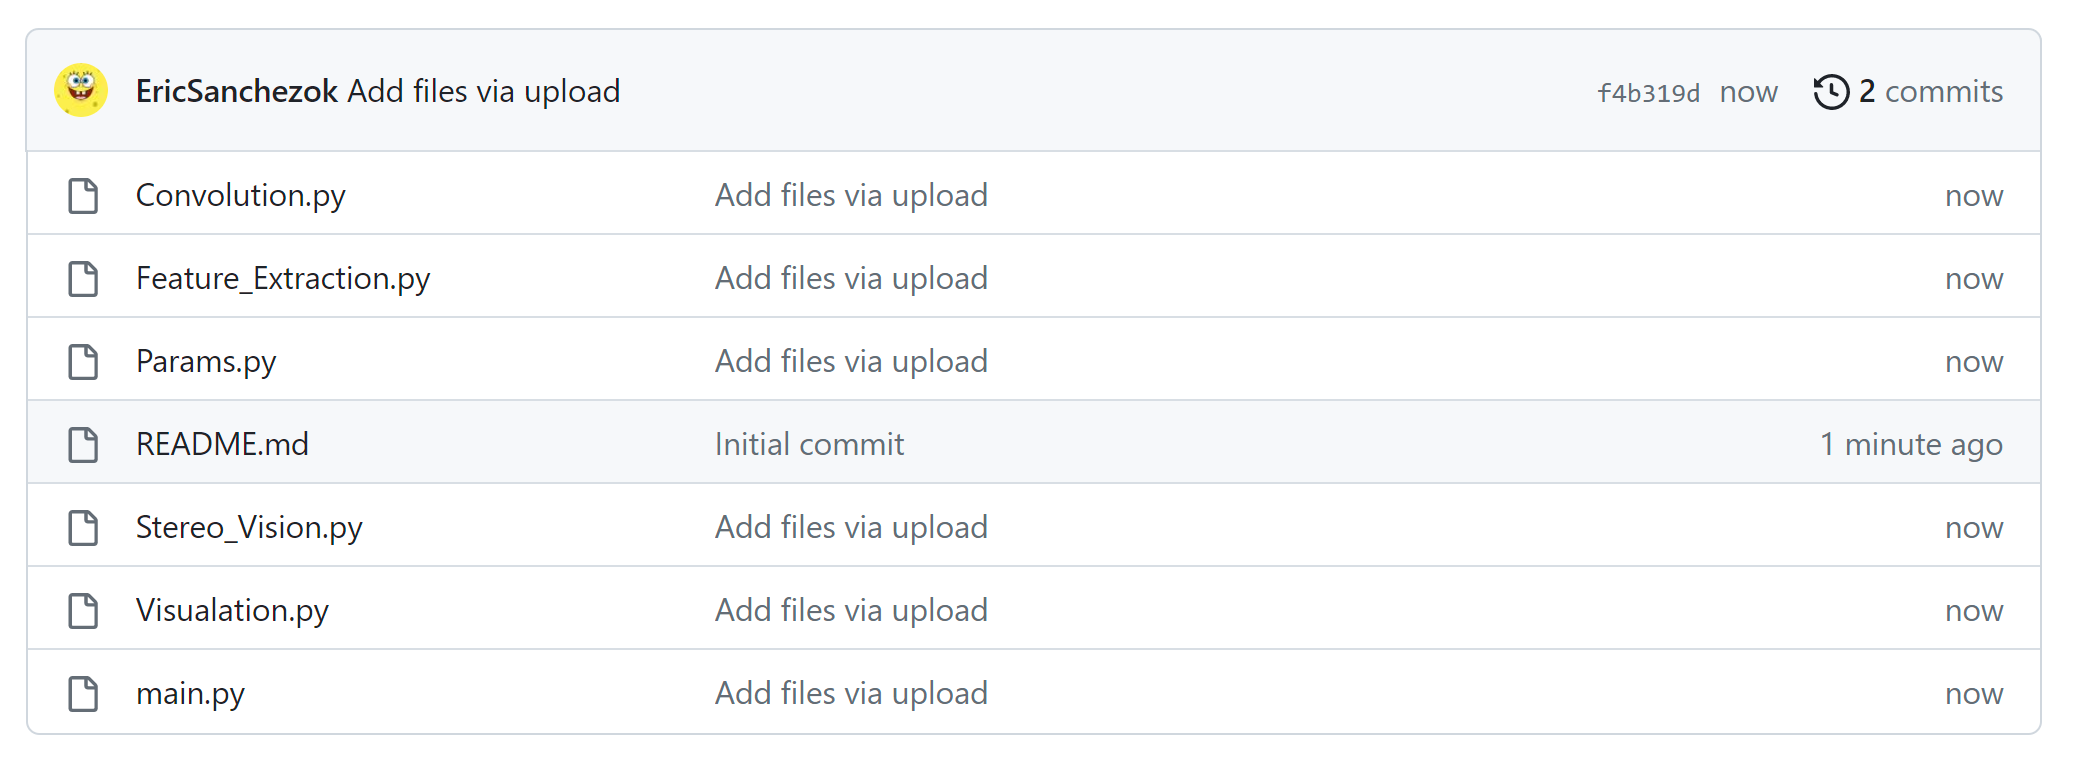 EricSanchezok Add files via upload f4b319d now 2 commits
Convolution.py Add files via upload now
Feature_Extraction.py Add files via upload now
Params.py Add files via upload now
README.md Initial commit 1 minute ago
Stereo_Vision.py Add files via upload now
Visualation.py Add files via upload now
main.py Add files via upload now